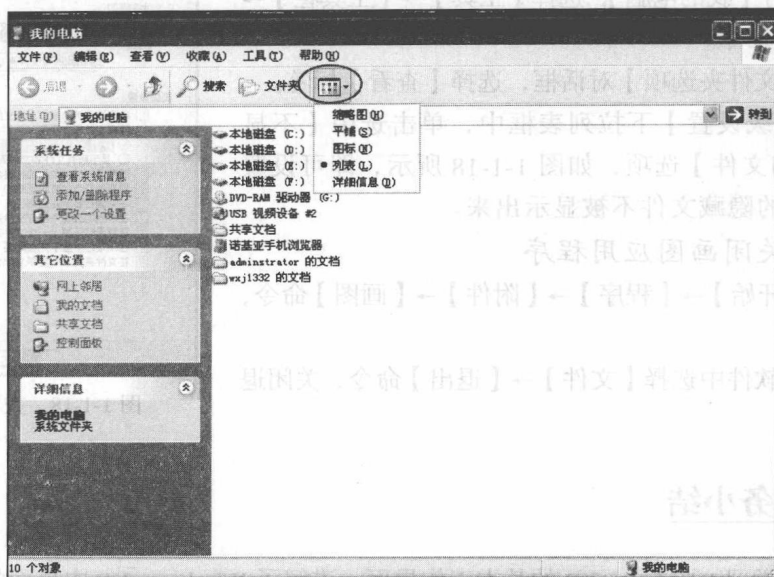 我的电脑
文件(F) 编辑(E) 查看(V) 收藏(A) 工具(T) 帮助(H)
后退 搜索 文件夹
地址(D) 我的电脑 转到
缩略图(H)
平铺(S)
图标(N)
列表(L)
详细信息(D)
系统任务
查看系统信息
添加/删除程序
更改一个设置
其它位置
网上邻居
我的文档
共享文档
控制面板
详细信息
我的电脑
系统文件夹
本地磁盘 (C:)
本地磁盘 (D:)
本地磁盘 (E:)
本地磁盘 (F:)
DVD-RAM 驱动器 (G:)
USB 视频设备 #2
共享文档
诺基亚手机浏览器
adminstrator 的文档
wxj1332 的文档
10 个对象 我的电脑